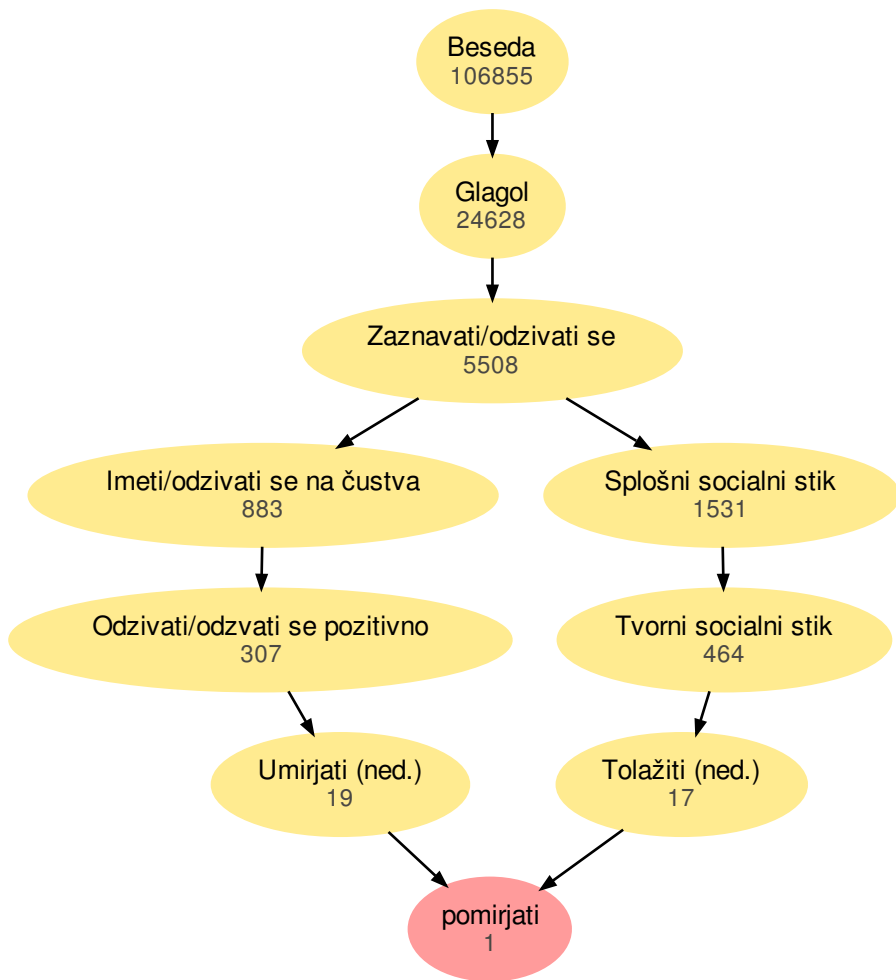 Beseda
106855
Glagol
24628
Zaznavati/odzivati se
5508
Imeti/odzivati se na čustva
883
Splošni socialni stik
1531
Odzivati/odzvati se pozitivno
307
Tvorni socialni stik
464
Umirjati (ned.)
19
Tolažiti (ned.)
17
pomirjati
1